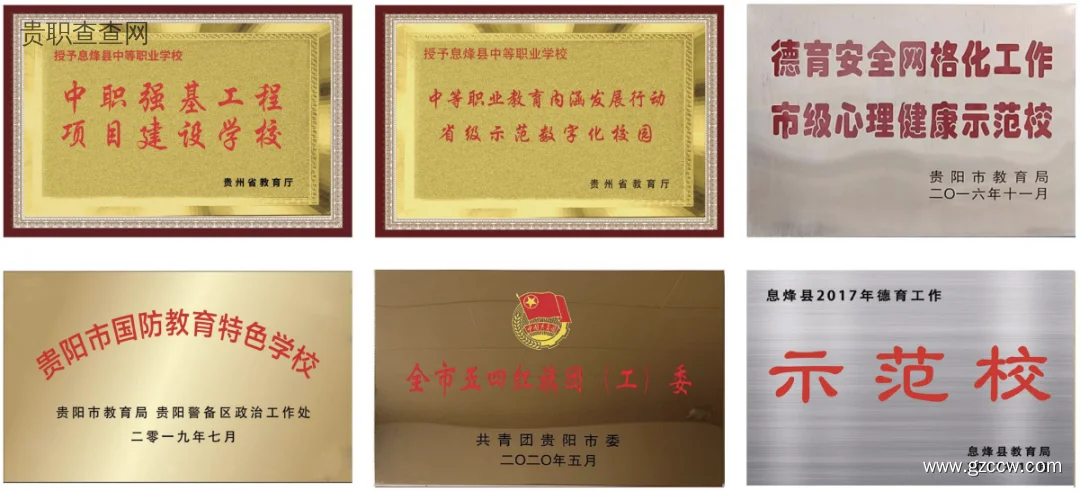 贵职查查网
授予息烽县中等职业学校
中职强基工程
项目建设学校
贵州省教育厅
授予息烽县中等职业学校
中等职业教育内涵发展行动
省级示范数字化校园
贵州省教育厅
德育安全网格化工作
市级心理健康示范校
贵阳市教育局
二〇一六年十一月
贵阳市国防教育特色学校
贵阳市教育局 贵阳警备区政治工作处
二零一九年七月
全市五四红旗团（工）委
共青团贵阳市委
二〇二〇年五月
息烽县2017年德育工作
示范校
息烽县教育局
www.gzccw.com